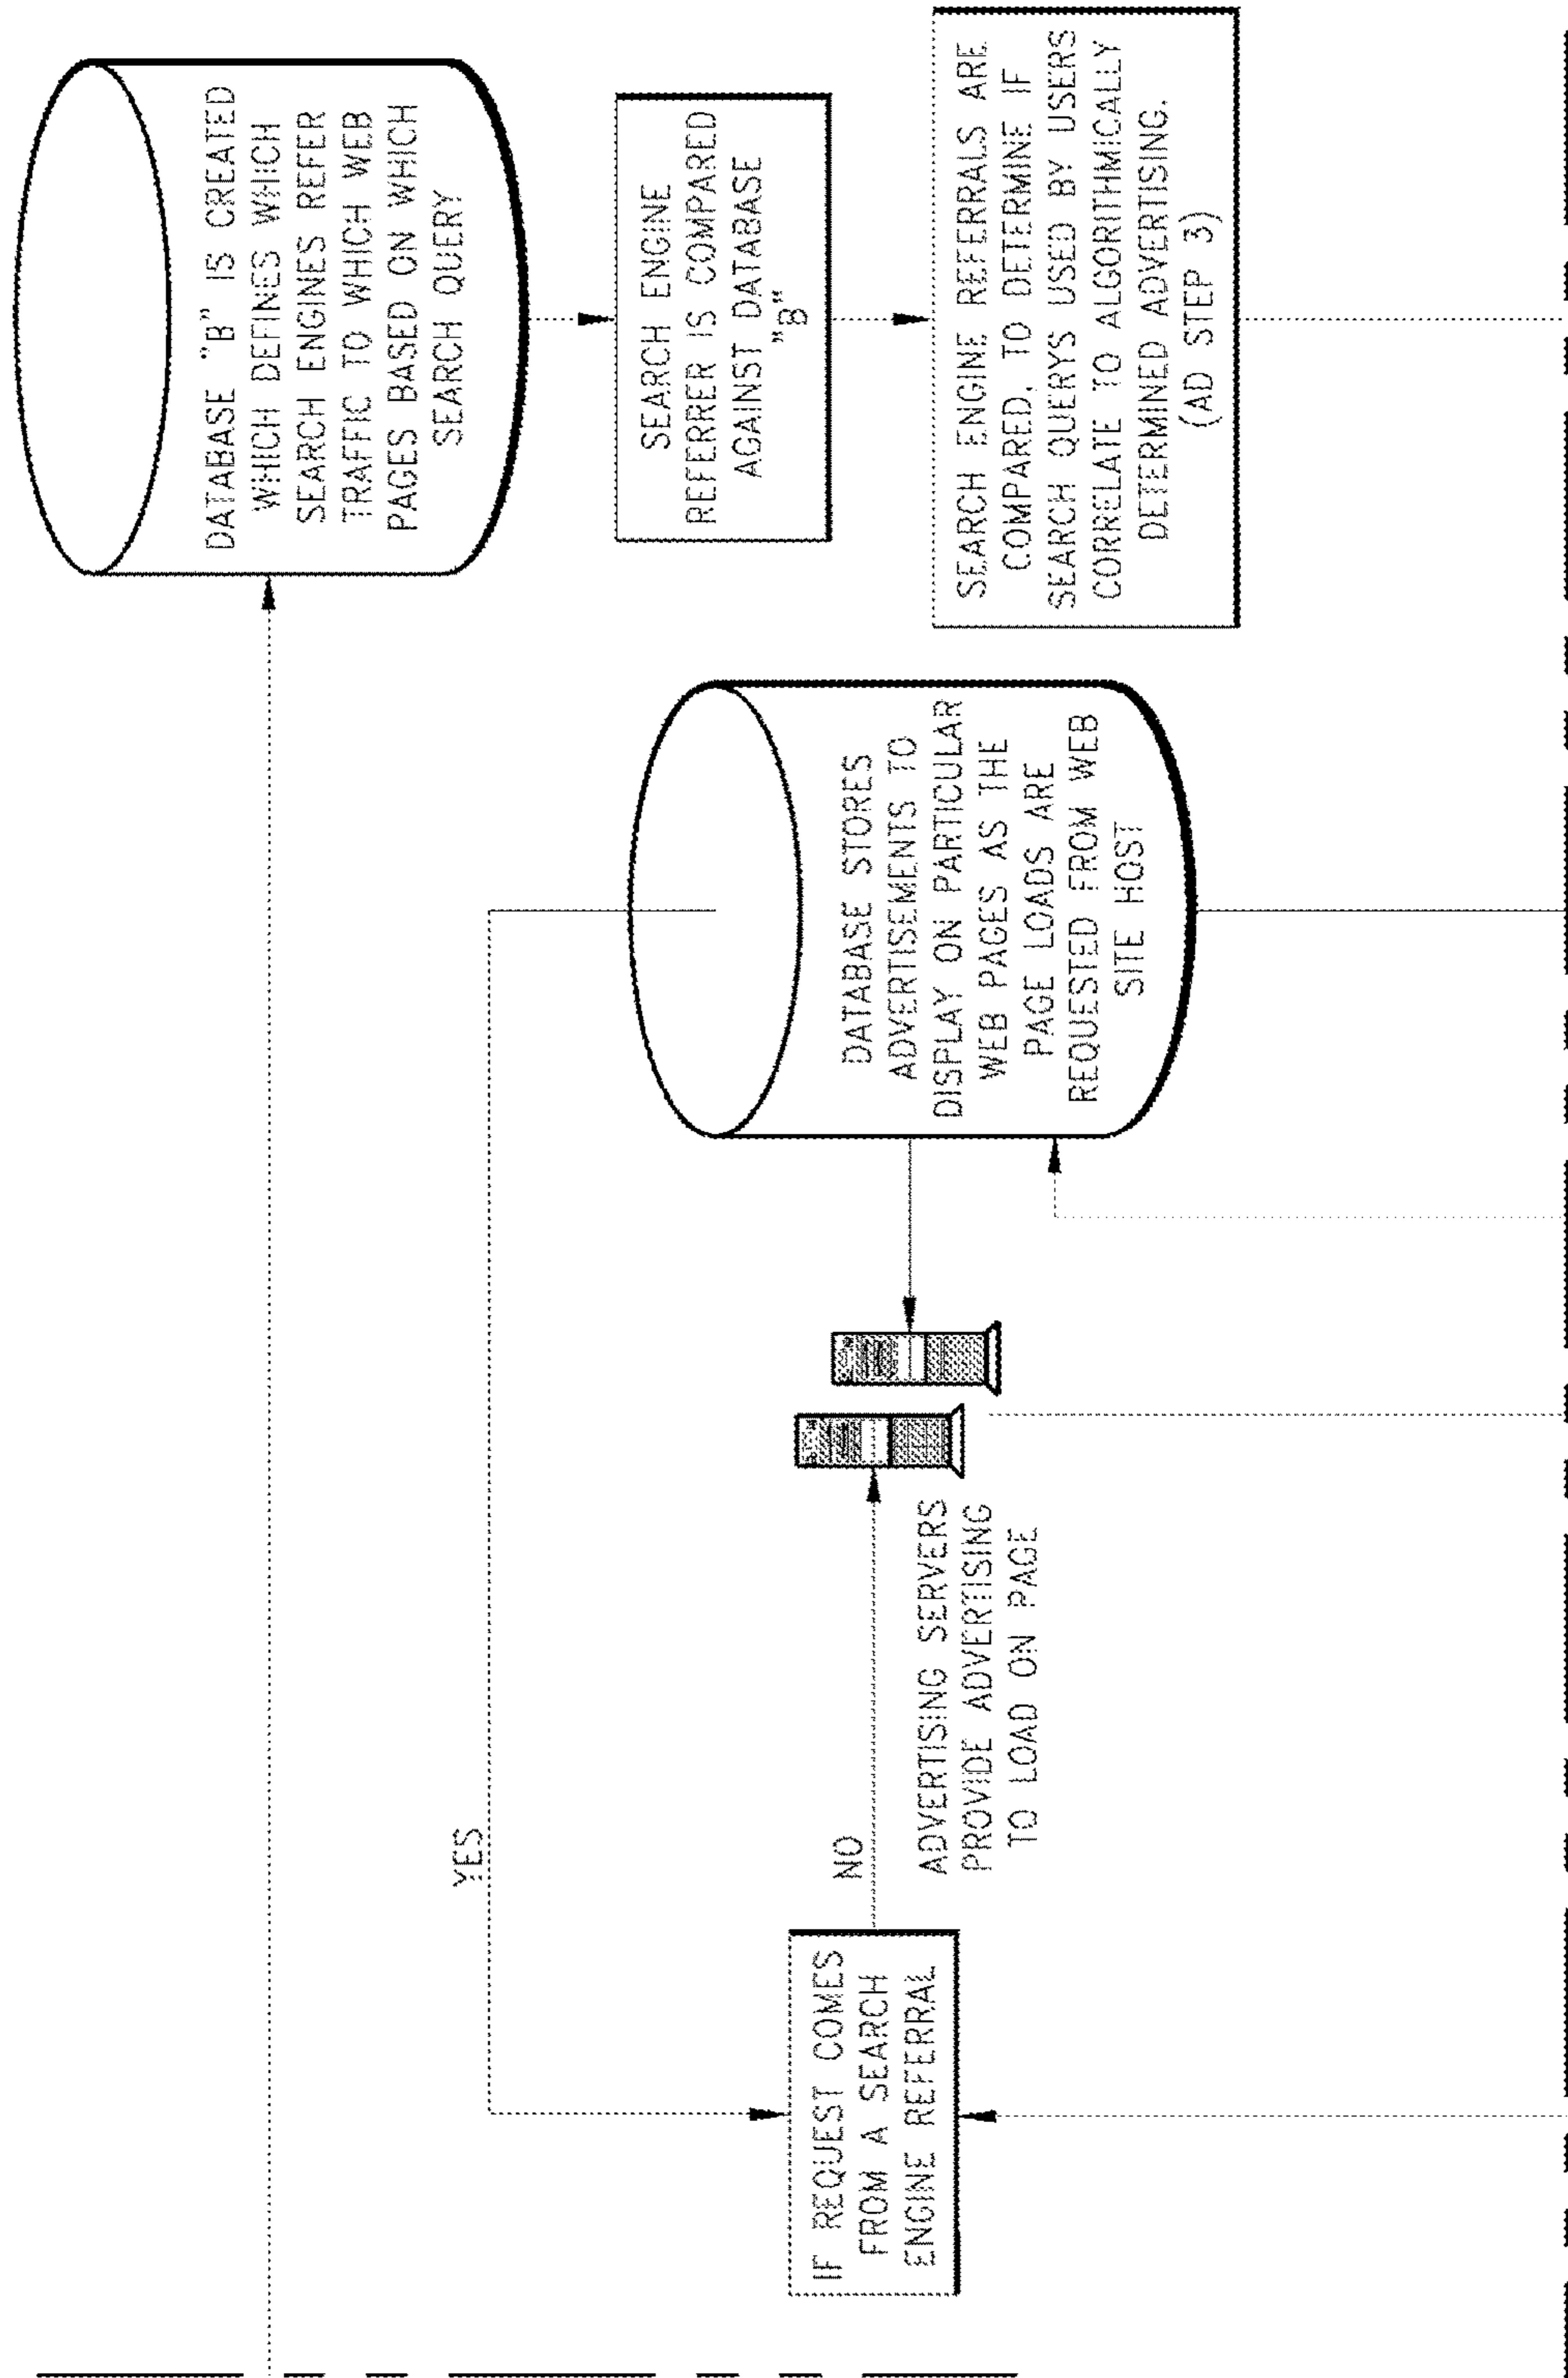 DATABASE "B" IS CREATED
WHICH DEFINES WHICH
SEARCH ENGINES REFER
TRAFFIC TO WHICH WEB
PAGES BASED ON WHICH
SEARCH QUERY
SEARCH ENGINE
REFERRER IS COMPARED
AGAINST DATABASE
"B"
SEARCH ENGINE REFERRALS ARE
COMPARED, TO DETERMINE IF
SEARCH QUERYS USED BY USERS
CORRELATE TO ALGORITHMICALLY
DETERMINED ADVERTISING.
(AD STEP 3)
YES
DATABASE STORES
ADVERTISEMENTS TO
DISPLAY ON PARTICULAR
WEB PAGES AS THE
PAGE LOADS ARE
REQUESTED FROM WEB
SITE HOST
IF REQUEST COMES
FROM A SEARCH
ENGINE REFERRAL
NO
ADVERTISING SERVERS
PROVIDE ADVERTISING
TO LOAD ON PAGE